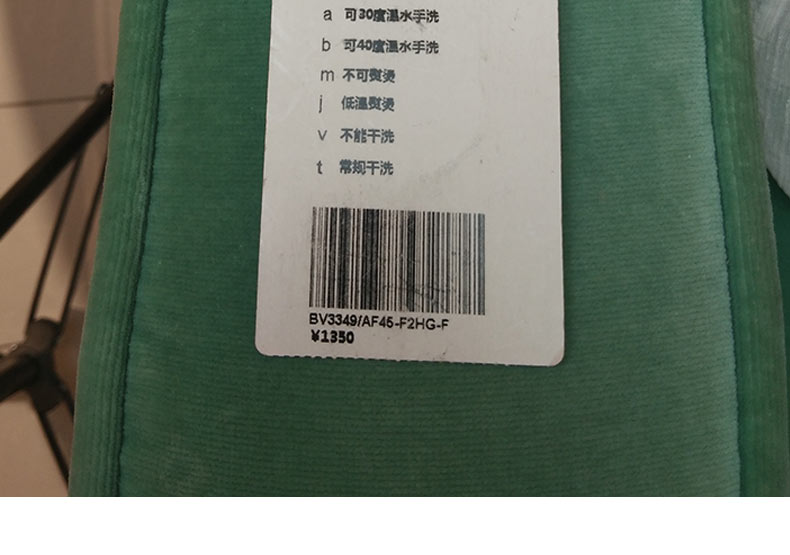 a 可30度温水手洗
b 可40度温水手洗
m 不可熨烫
j 低温熨烫
v 不能干洗
t 常规干洗
BV3349/AF45-F2HG-F
¥1350